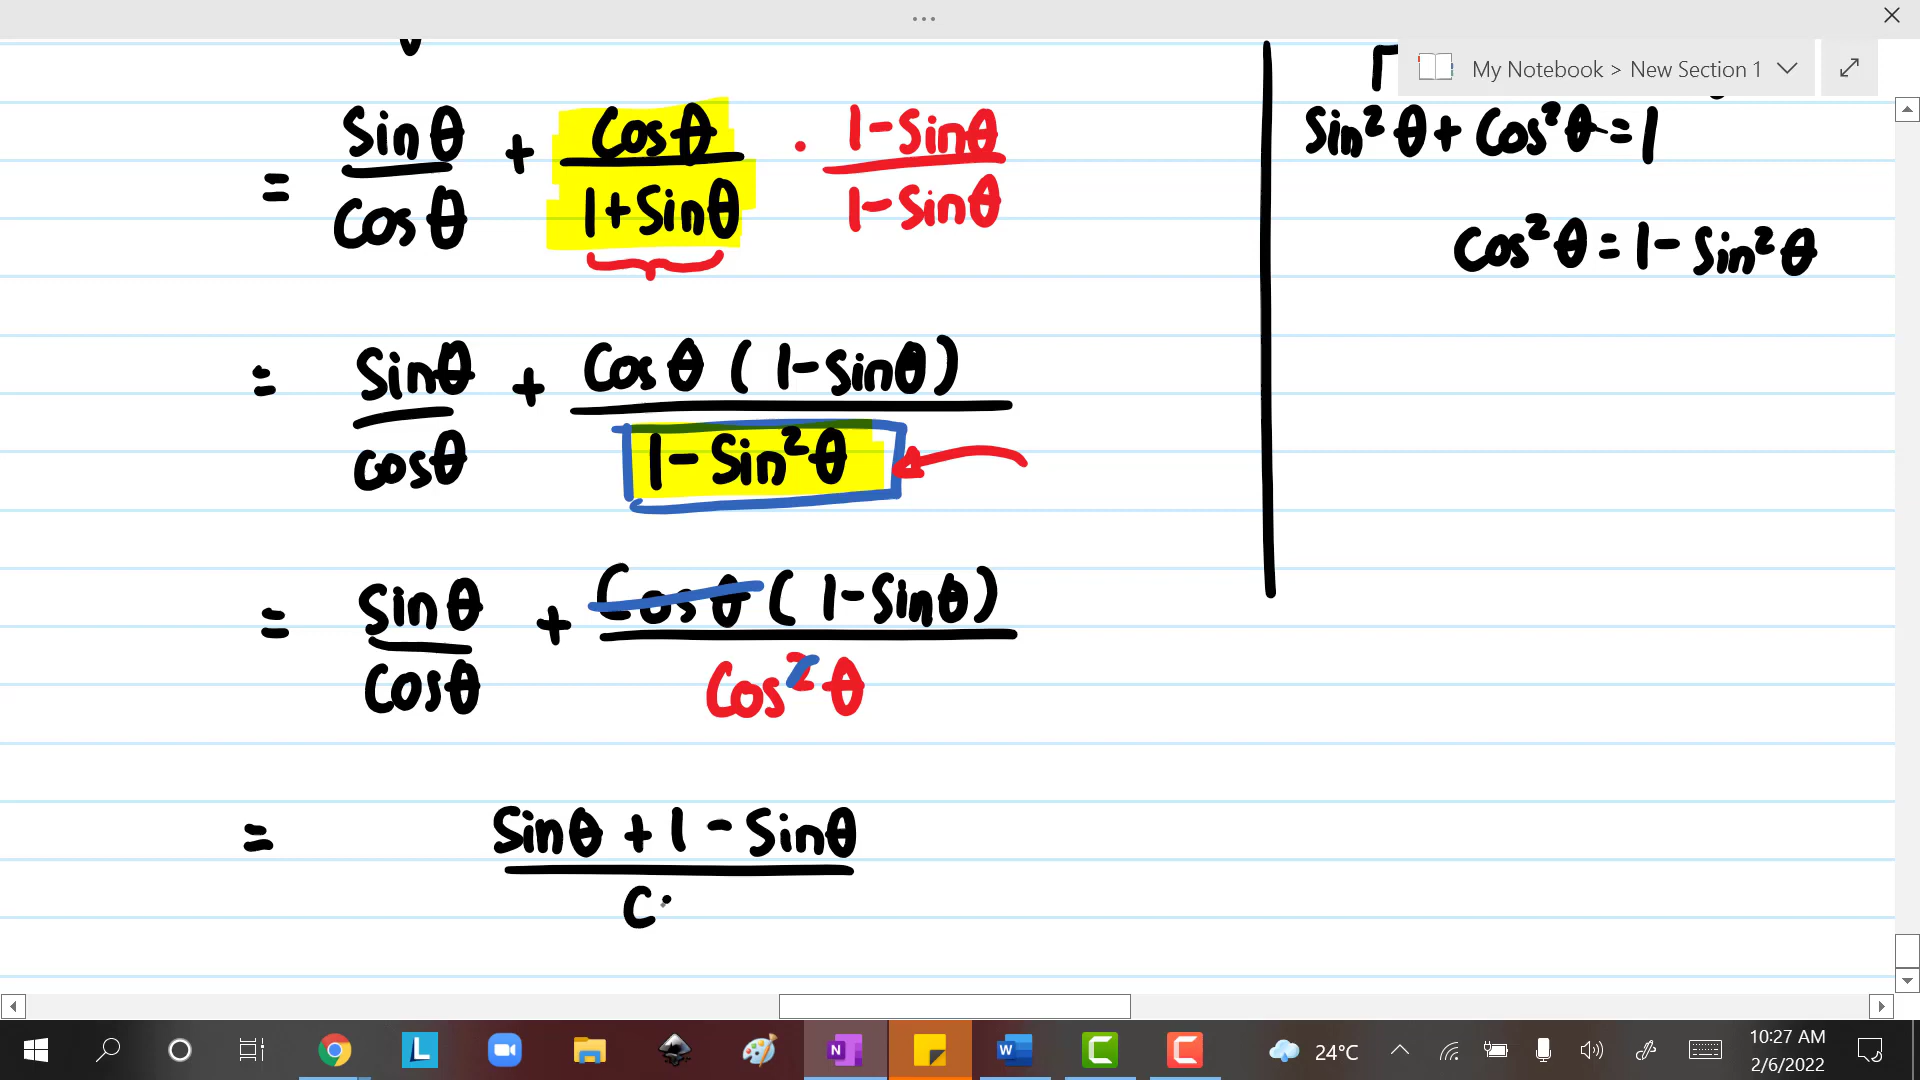 My Notebook > New Section 1
= Sinθ/Cosθ + Cosθ/1+Sinθ · 1-Sinθ/1-Sinθ
= Sinθ/Cosθ + Cosθ(1-Sinθ)/1-Sin²θ
= Sinθ/Cosθ + Cosθ(1-Sinθ)/Cos²θ
= Sinθ+1-Sinθ/C
Sin²θ+Cos²θ=1
Cos²θ=1-Sin²θ
24°C
10:27 AM
2/6/2022